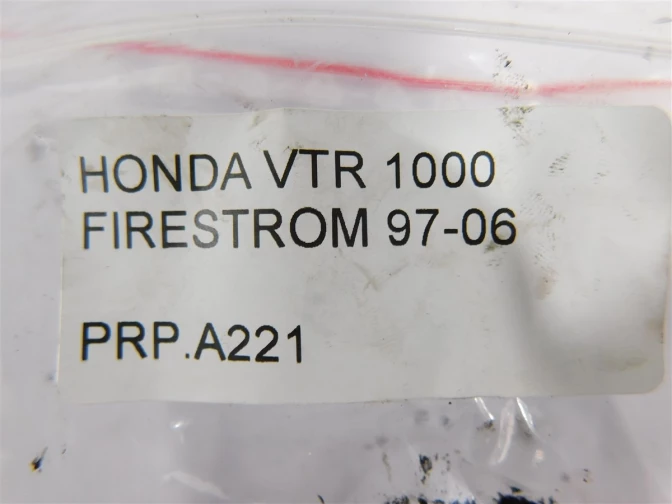 HONDA VTR 1000
FIRESTROM 97-06
PRP.A221